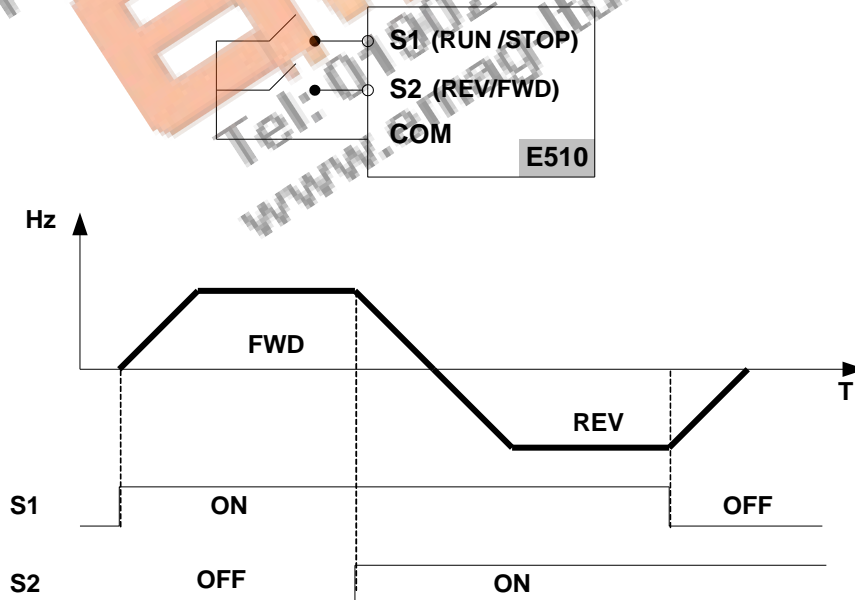 S1 (RUN /STOP)
S2 (REV/FWD)
COM
E510
Hz
FWD
REV
T
S1 ON OFF
S2 OFF ON